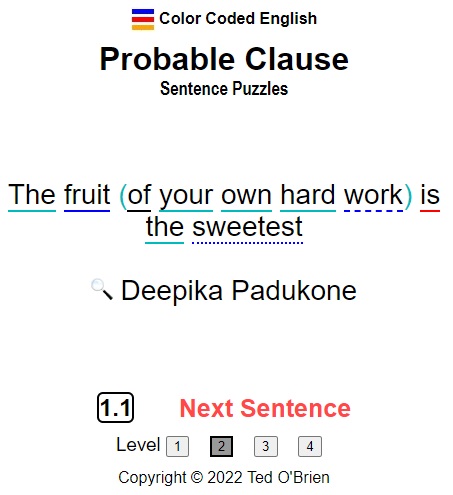 Color Coded English
Probable Clause
Sentence Puzzles
The fruit (of your own hard work) is
the sweetest
Deepika Padukone
1.1 Next Sentence
Level 1 2 3 4
Copyright © 2022 Ted O'Brien